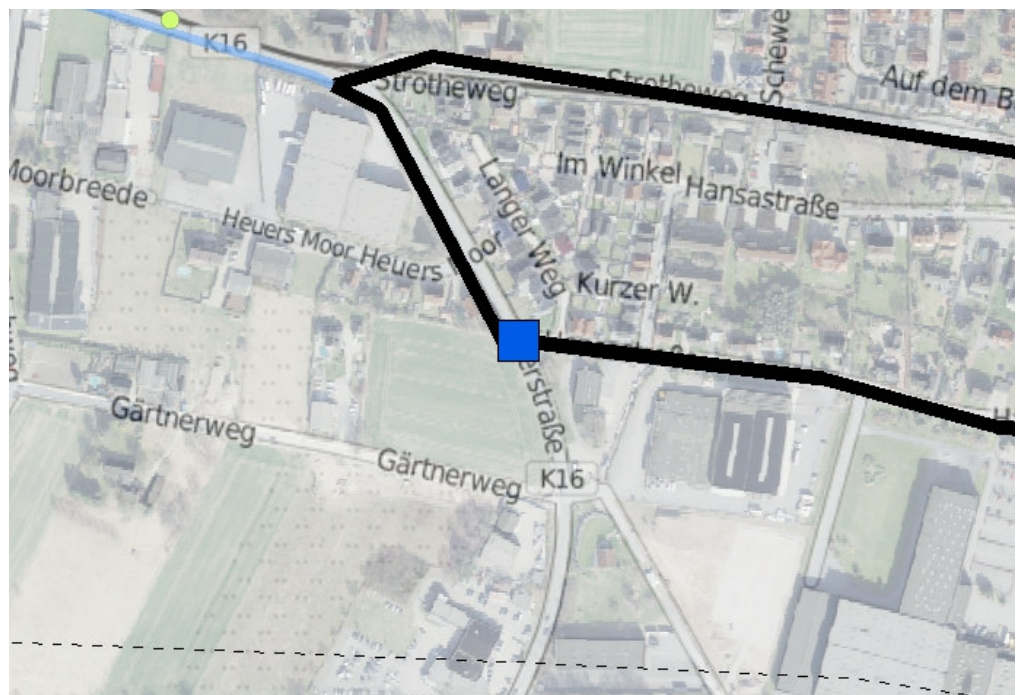 K16
Strotheweg
Strotheweg
Schewe
Auf dem B
Moorbreede
Im Winkel
Hansastraße
Langer Weg
Heuers Moor Heuers
Kurzer W.
erstraße
Gärtnerweg
Gärtnerweg
K16